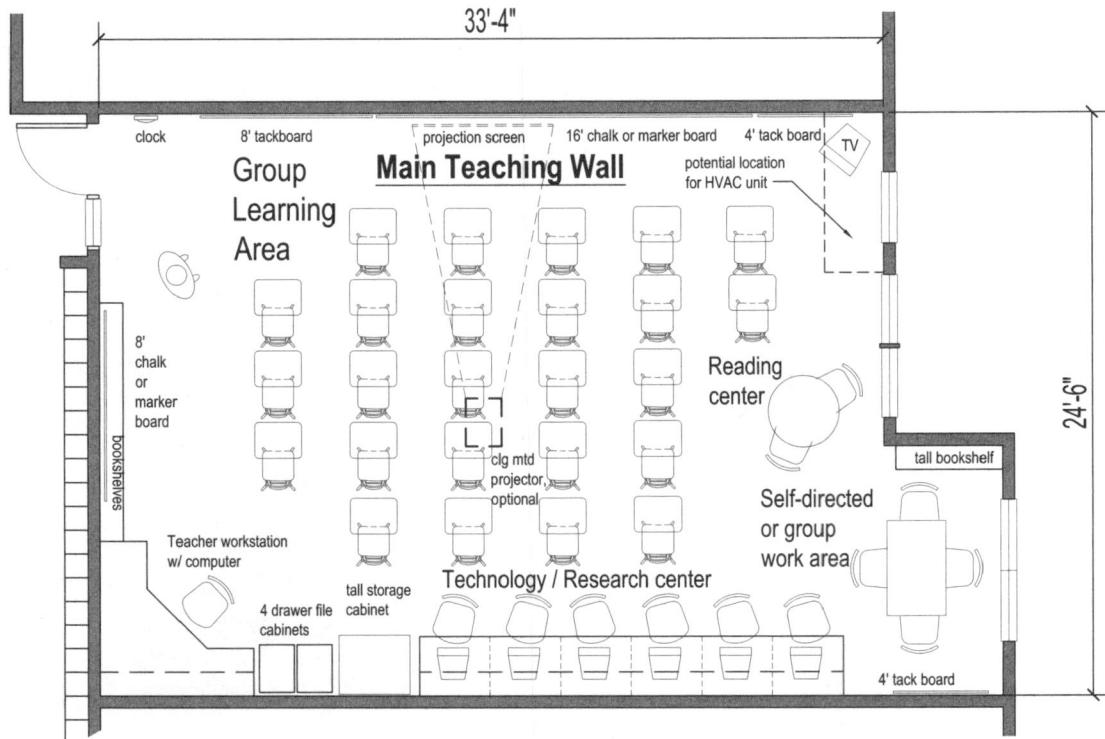 33'-4"
clock
8' tackboard
projection screen
16' chalk or marker board
4' tack board
TV
Group
Learning
Area
Main Teaching Wall
potential location
for HVAC unit
8'
chalk
or
marker
board
bookshelves
Reading
center
24'-6"
clg mtd
projector,
optional
tall bookshelf
Self-directed
or group
work area
Teacher workstation
w/ computer
4 drawer file
cabinets
tall storage
cabinet
Technology / Research center
4' tack board